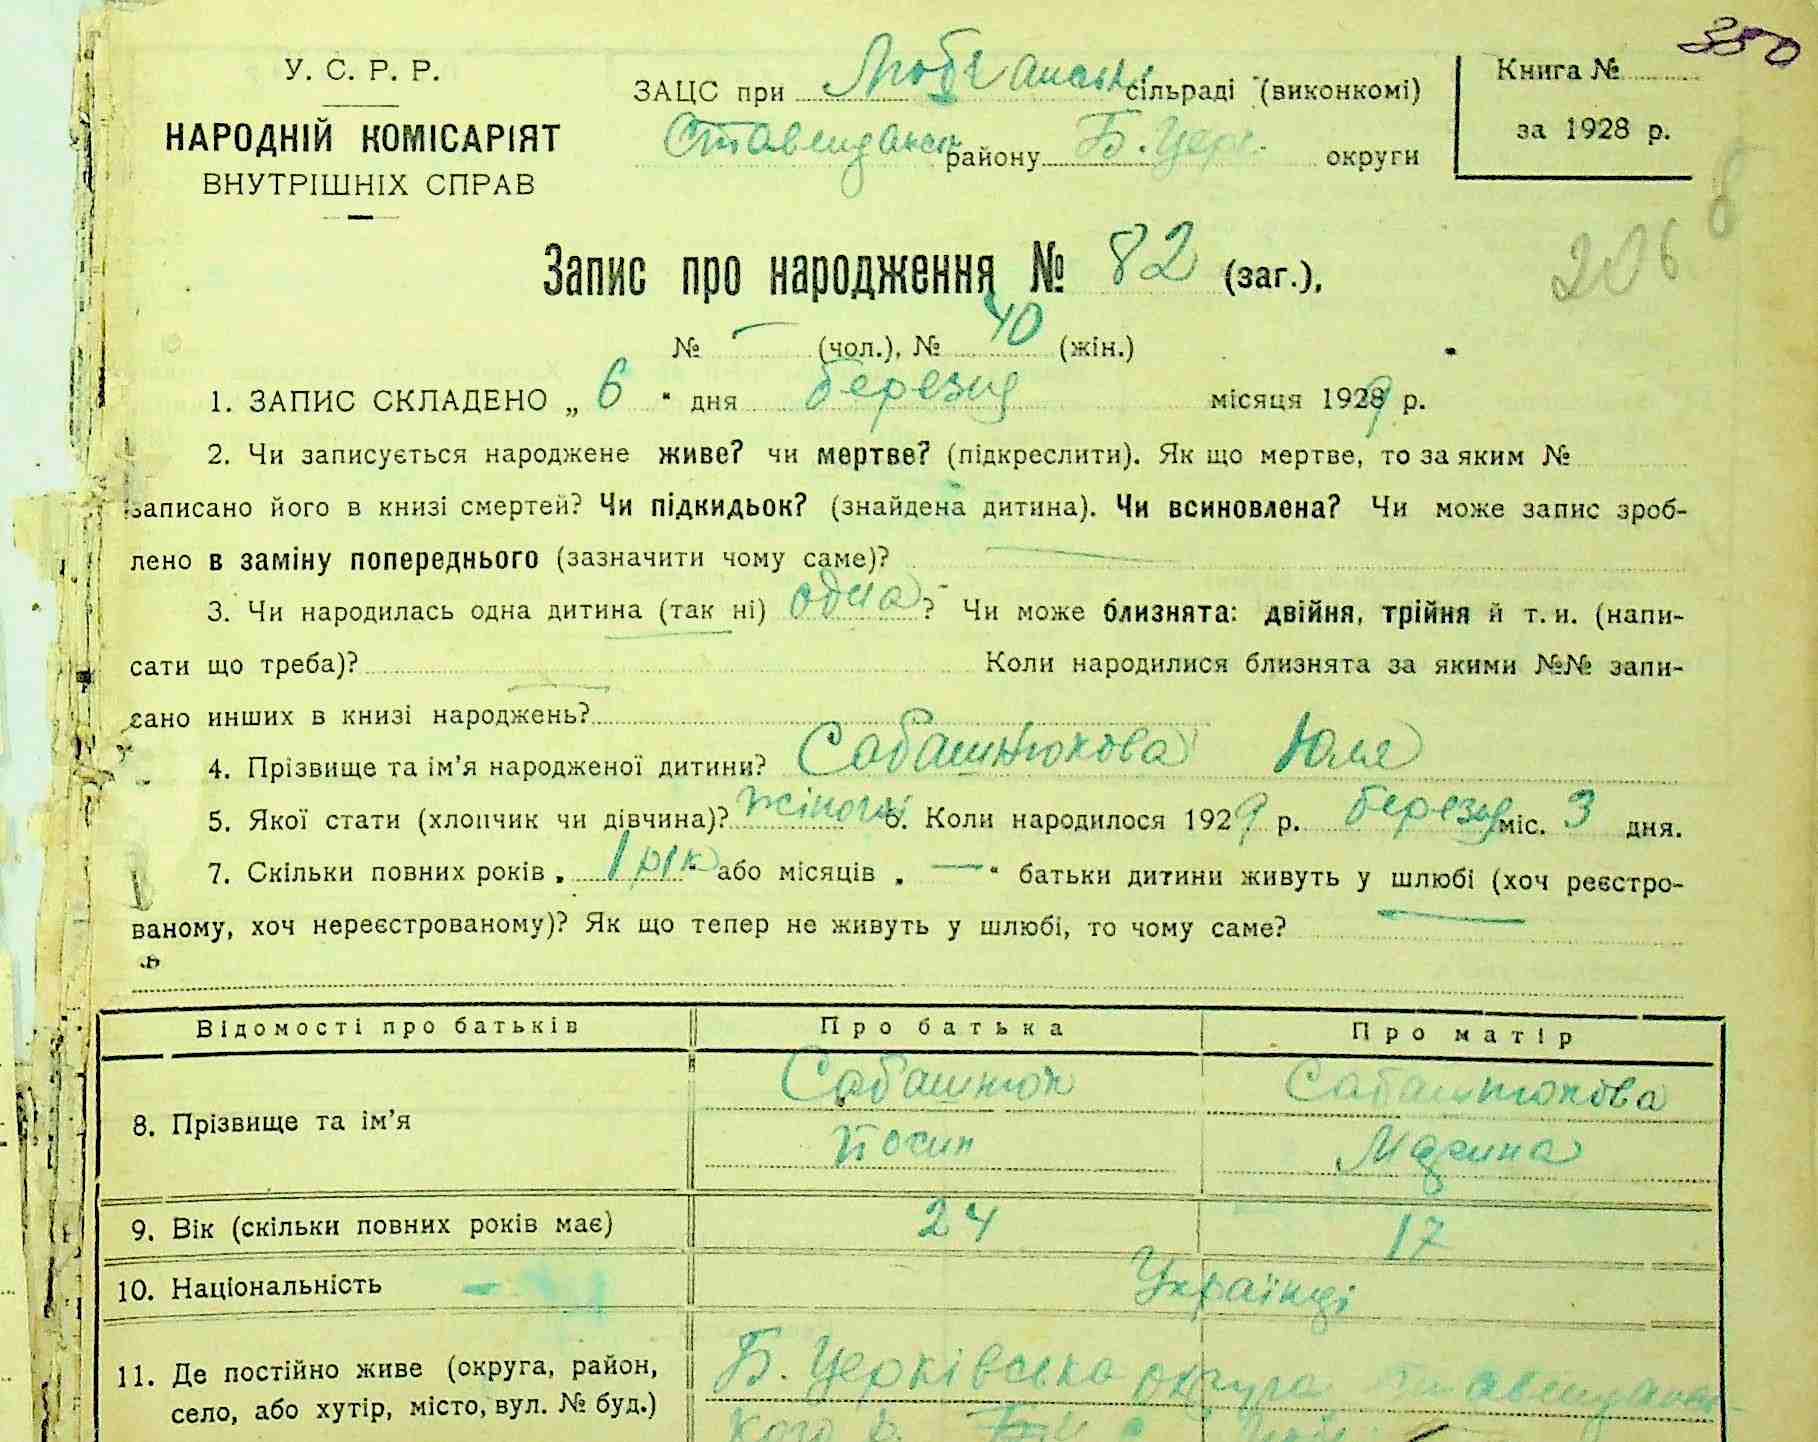 350
У. С. Р. Р.
НАРОДНІЙ КОМІСАРІЯТ
ВНУТРІШНІХ СПРАВ
ЗАЦС при сільраді (виконкомі)
району Б. Церк. округи
Книга №
за 1928 р.
206
Запис про народження № 82 (заг.),
№ — (чол.), № 40 (жін.)
1. ЗАПИС СКЛАДЕНО „ 6 " дня березня місяця 1929 р.
2. Чи записується народжене живе? чи мертве? (підкреслити). Як що мертве, то за яким №
записано його в книзі смертей? Чи підкидьок? (знайдена дитина). Чи всиновлена? Чи може запис зроб-
лено в заміну попереднього (зазначити чому саме)?
3. Чи народилась одна дитина (так ні) одна? Чи може близнята: двійня, трійня й т. и. (напи-
сати що треба)? Коли народилися близнята за якими №№ запи-
сано инших в книзі народжень?
4. Прізвище та ім'я народженої дитини? Сабашнюкова Юля
5. Якої стати (хлопчик чи дівчина)? жіночої 6. Коли народилося 1929 р. березня міс. 3 дня.
7. Скільки повних років „ 1 рік " або місяців „ — " батьки дитини живуть у шлюбі (хоч реєстро-
ваному, хоч нереєстрованому)? Як що тепер не живуть у шлюбі, то чому саме?
Відомості про батьків Про батька Про матір
8. Прізвище та ім'я Сабашнюк Сабашнюкова
Йосип
9. Вік (скільки повних років має) 24 17
10. Національність Українці
11. Де постійно живе (округа, район, Б. Церківська округа
село, або хутір, місто, вул. № буд.)